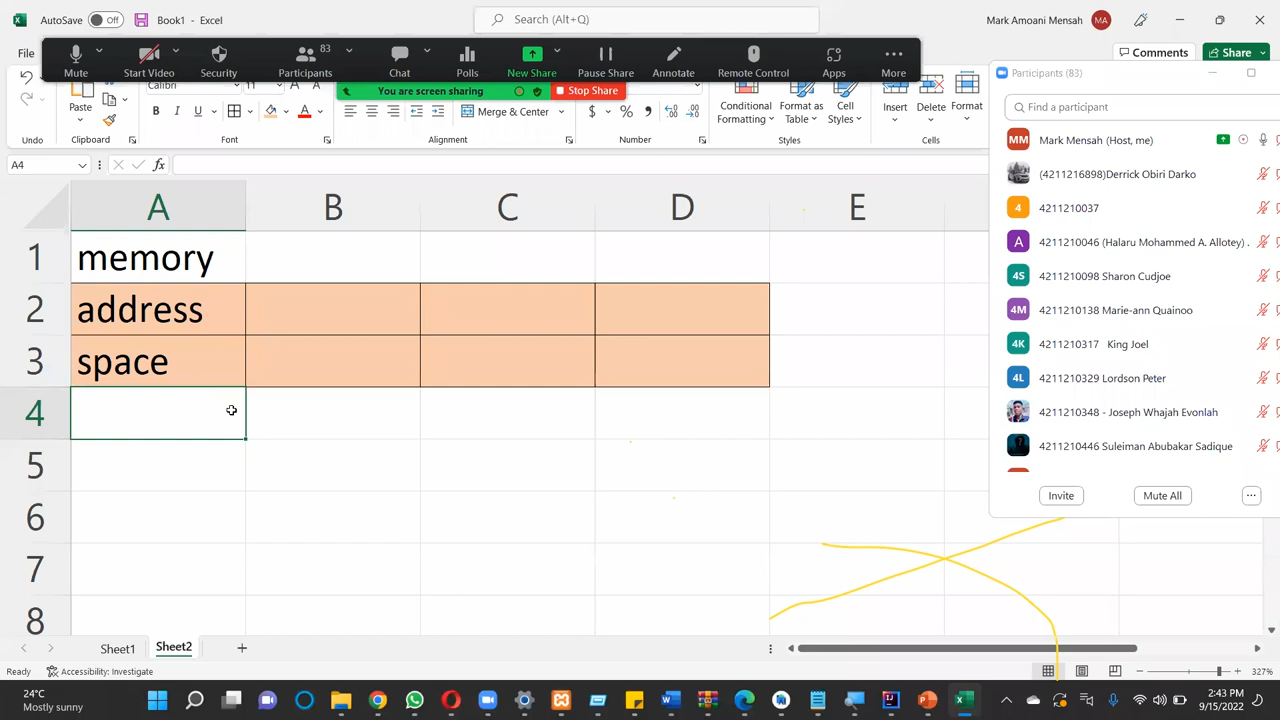 AutoSave Off Book1 - Excel Search (Alt+Q) Mark Amoani Mensah MA
File Comments Share
Mute Start Video Security Participants 83 Chat Polls New Share Pause Share Annotate Remote Control Apps More
You are screen sharing Stop Share
Paste Calibri
B I U A Merge & Center $ % Conditional Formatting Format as Table Cell Styles Insert Delete Format
Undo Clipboard Font Alignment Number Styles Cells
A4 fx
A B C D E
1 memory
2 address
3 space
4
5
6
7
8
Participants (83)
Find a participant
MM Mark Mensah (Host, me)
(4211216898)Derrick Obiri Darko
4 4211210037
A 4211210046 (Halaru Mohammed A. Allotey) .
4S 4211210098 Sharon Cudjoe
4M 4211210138 Marie-ann Quainoo
4K 4211210317 King Joel
4L 4211210329 Lordson Peter
4211210348 - Joseph Whajah Evonlah
4211210446 Suleiman Abubakar Sadique
Invite Mute All
Sheet1 Sheet2
Ready Accessibility: Investigate 327%
24°C
Mostly sunny
2:43 PM
9/15/2022